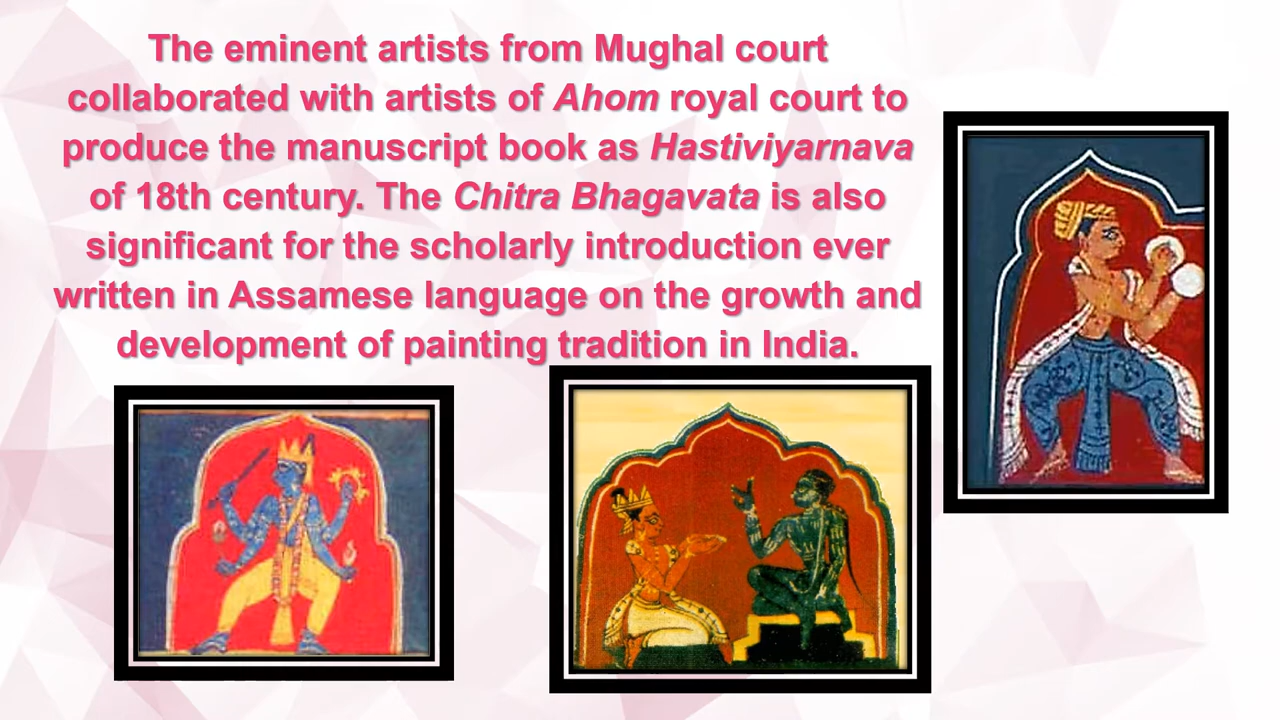 The eminent artists from Mughal court
collaborated with artists of Ahom royal court to
produce the manuscript book as Hastiviyarnava
of 18th century. The Chitra Bhagavata is also
significant for the scholarly introduction ever
written in Assamese language on the growth and
development of painting tradition in India.